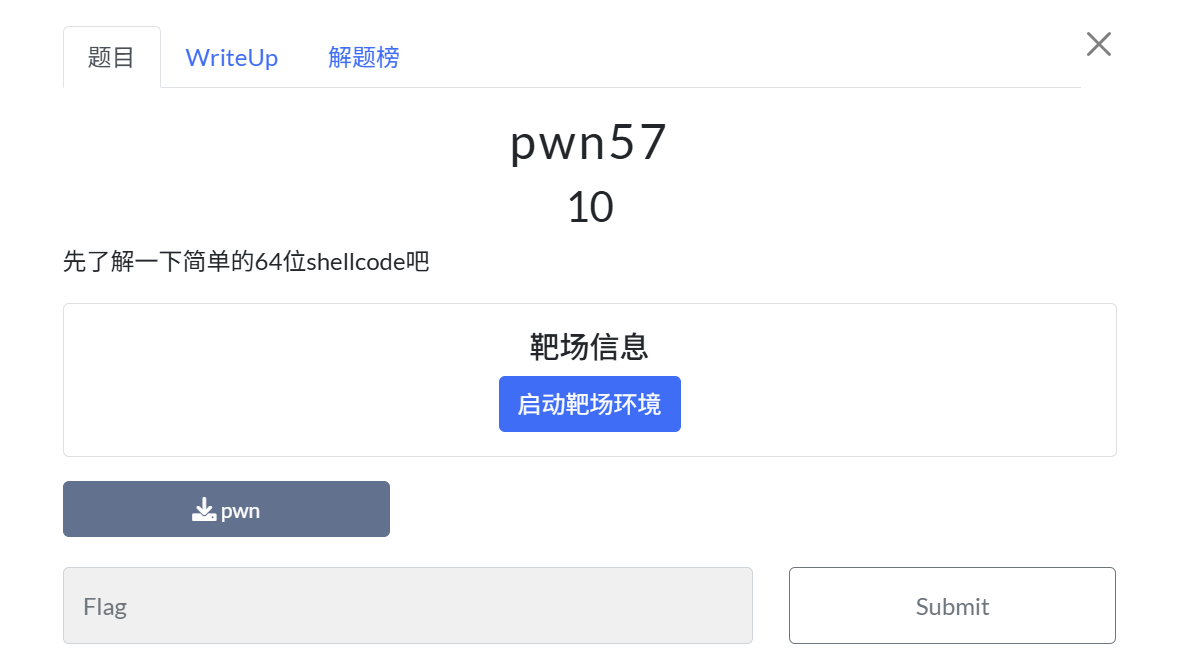 题目 WriteUp 解题榜
pwn57
10
先了解一下简单的64位shellcode吧
靶场信息
启动靶场环境
pwn
Flag Submit